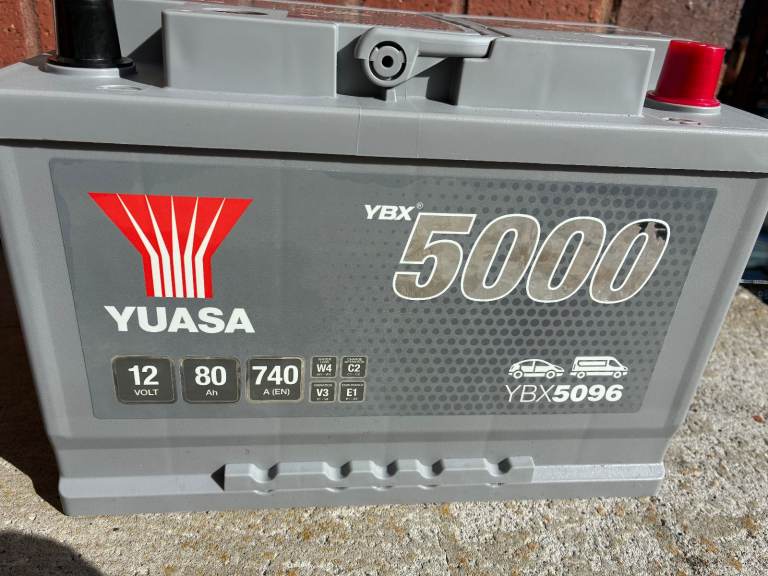 YBX®
5000
YUASA
12
VOLT
80
Ah
740
A (EN)
W4
C2
V3
E1
YBX5096